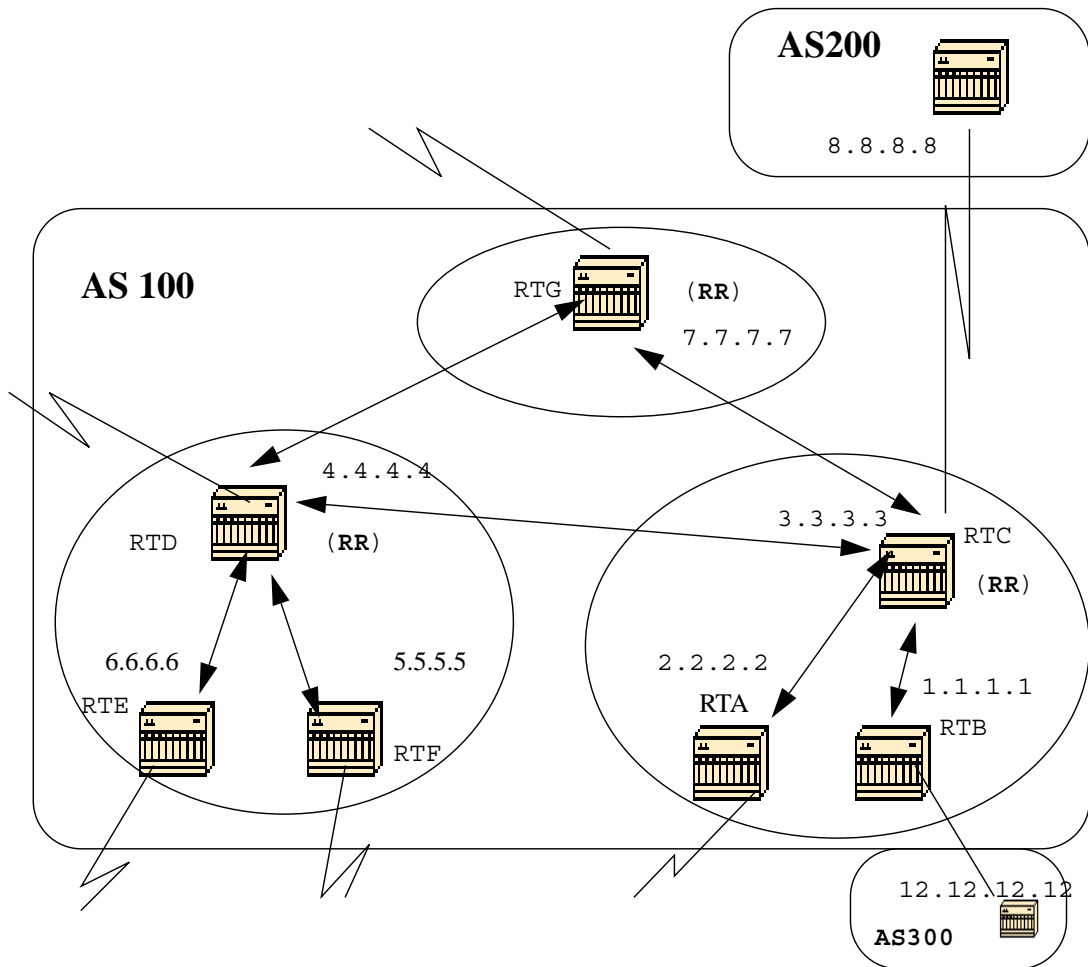 AS200
8.8.8.8
AS 100
RTG
(RR)
7.7.7.7
4.4.4.4
RTD
(RR)
3.3.3.3
RTC
(RR)
6.6.6.6
5.5.5.5
RTE
RTF
2.2.2.2
RTA
1.1.1.1
RTB
12.12.12.12
AS300